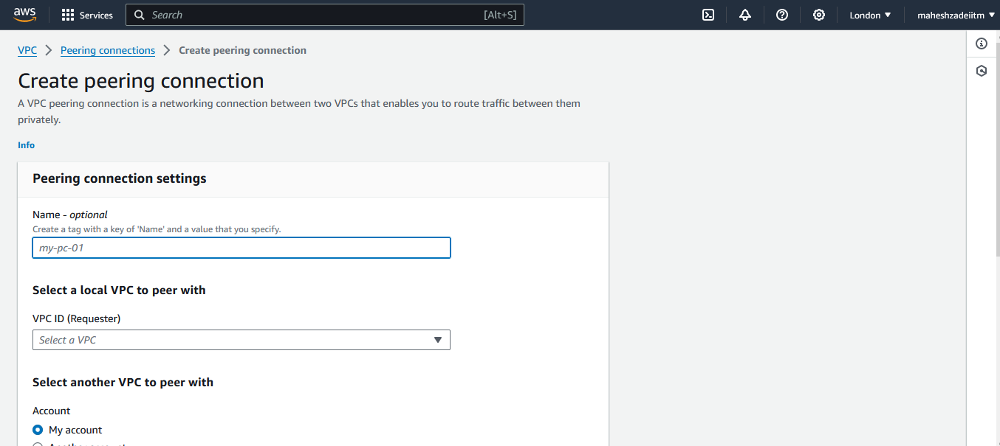 aws
Services
Search [Alt+S]
London
maheshzadeiitm
VPC > Peering connections > Create peering connection
Create peering connection
A VPC peering connection is a networking connection between two VPCs that enables you to route traffic between them
privately.
Info
Peering connection settings
Name - optional
Create a tag with a key of 'Name' and a value that you specify.
my-pc-01
Select a local VPC to peer with
VPC ID (Requester)
Select a VPC
Select another VPC to peer with
Account
My account
Another account